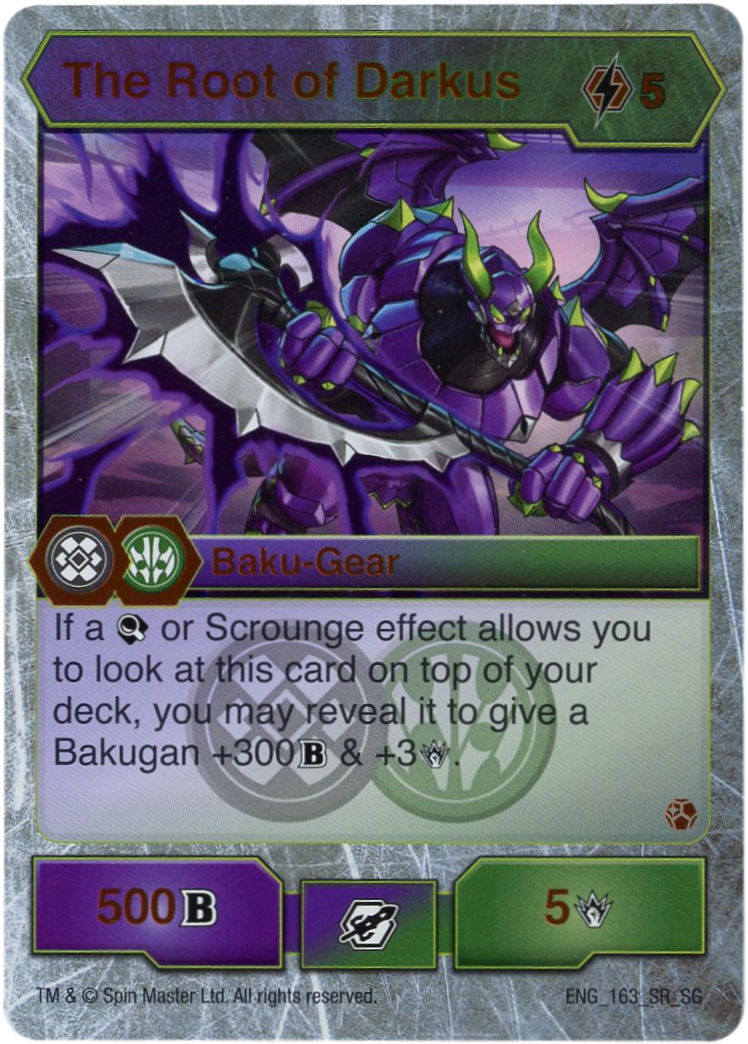 The Root of Darkus 5
Baku-Gear
If a or Scrounge effect allows you
to look at this card on top of your
deck, you may reveal it to give a
Bakugan +300B & +3.
500B 5
TM & © Spin Master Ltd. All rights reserved. ENG_163_SR_SG